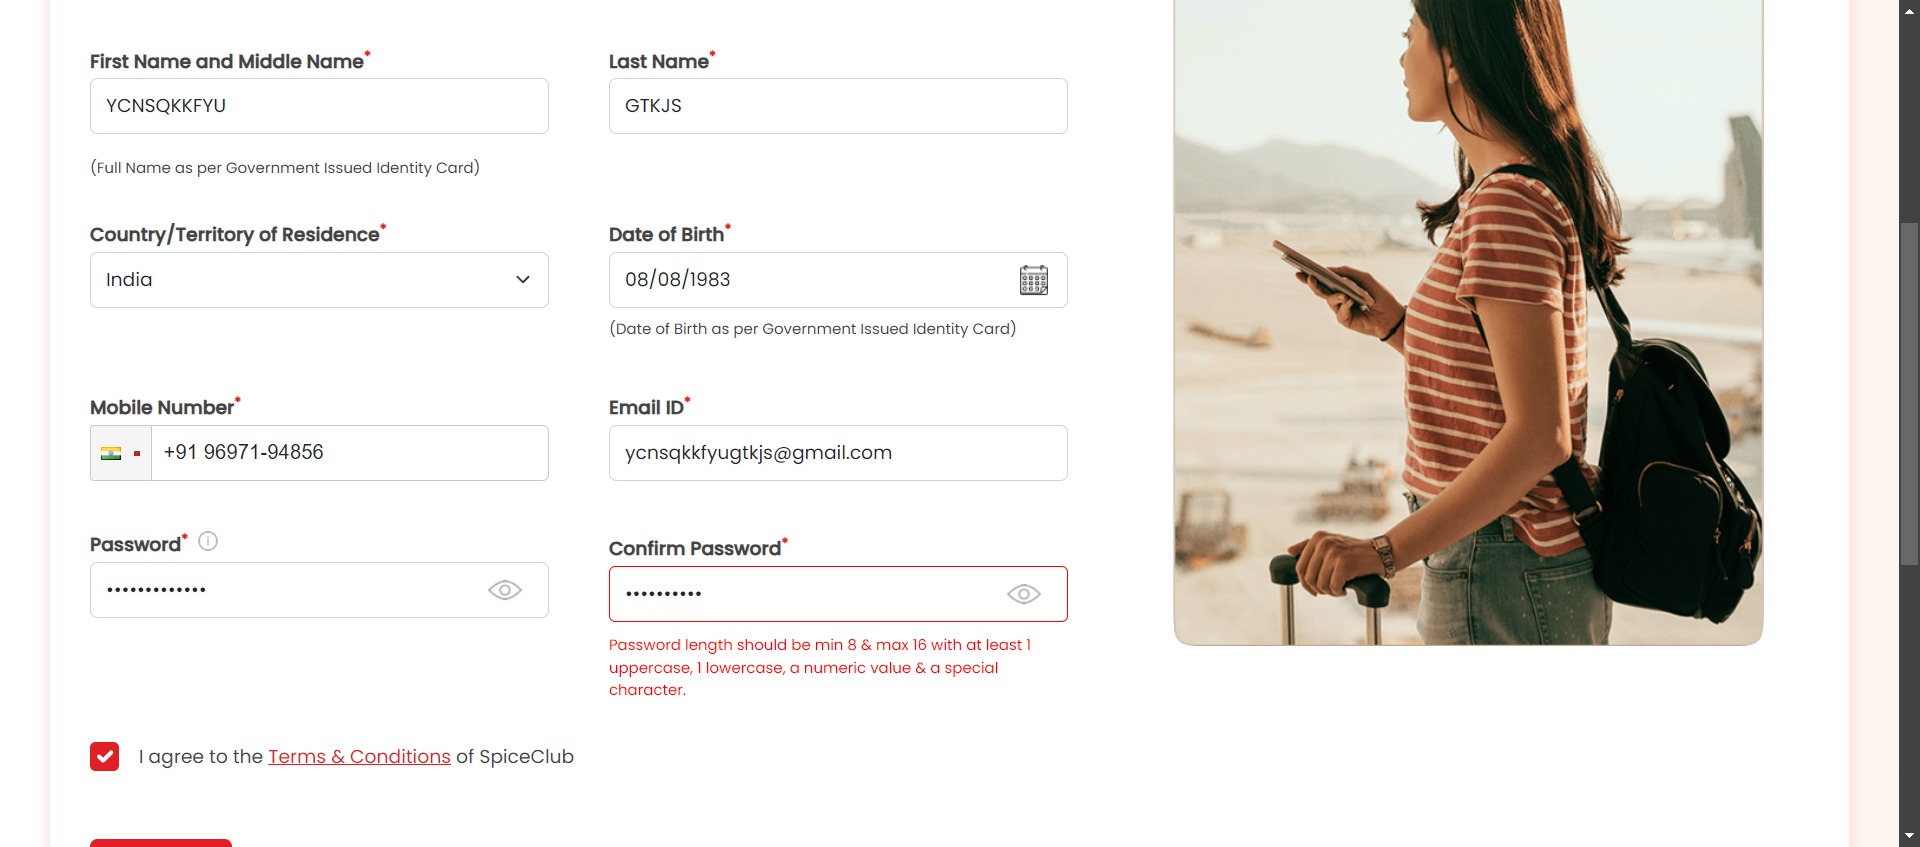 First Name and Middle Name*
Last Name*
YCNSQKKFYU
GTKJS
(Full Name as per Government Issued Identity Card)
Country/Territory of Residence*
Date of Birth*
India
08/08/1983
(Date of Birth as per Government Issued Identity Card)
Mobile Number*
Email ID*
+91 96971-94856
ycnsqkkfyugtkjs@gmail.com
Password*
Confirm Password*
•••••••••••••
••••••••••
Password length should be min 8 & max 16 with at least 1
uppercase, 1 lowercase, a numeric value & a special
character.
I agree to the Terms & Conditions of SpiceClub